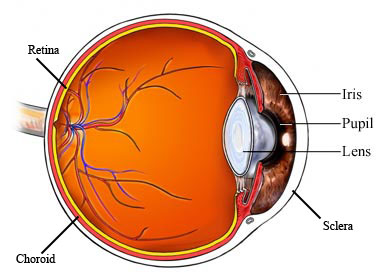 Retina
Iris
Pupil
Lens
Sclera
Choroid